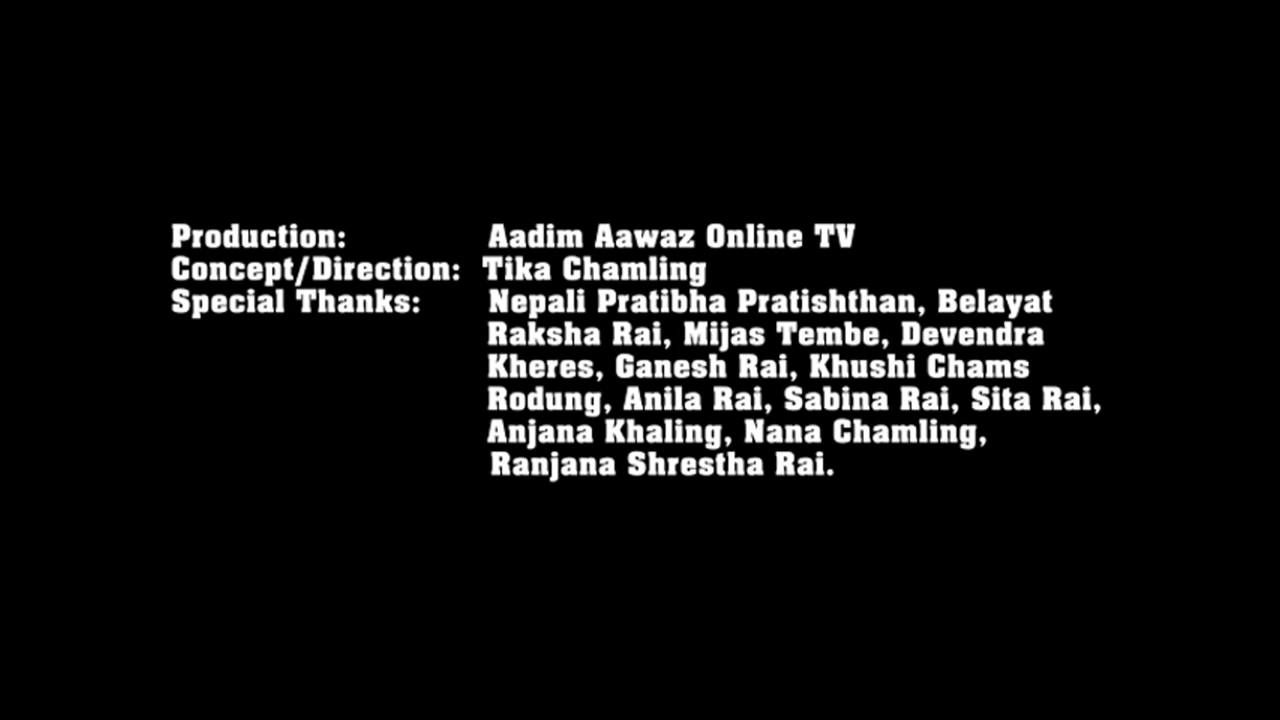 Production: Aadim Aawaz Online TV
Concept/Direction: Tika Chamling
Special Thanks: Nepali Pratibha Pratishthan, Belayat
Raksha Rai, Mijas Tembe, Devendra
Kheres, Ganesh Rai, Khushi Chams
Rodung, Anila Rai, Sabina Rai, Sita Rai,
Anjana Khaling, Nana Chamling,
Ranjana Shrestha Rai.